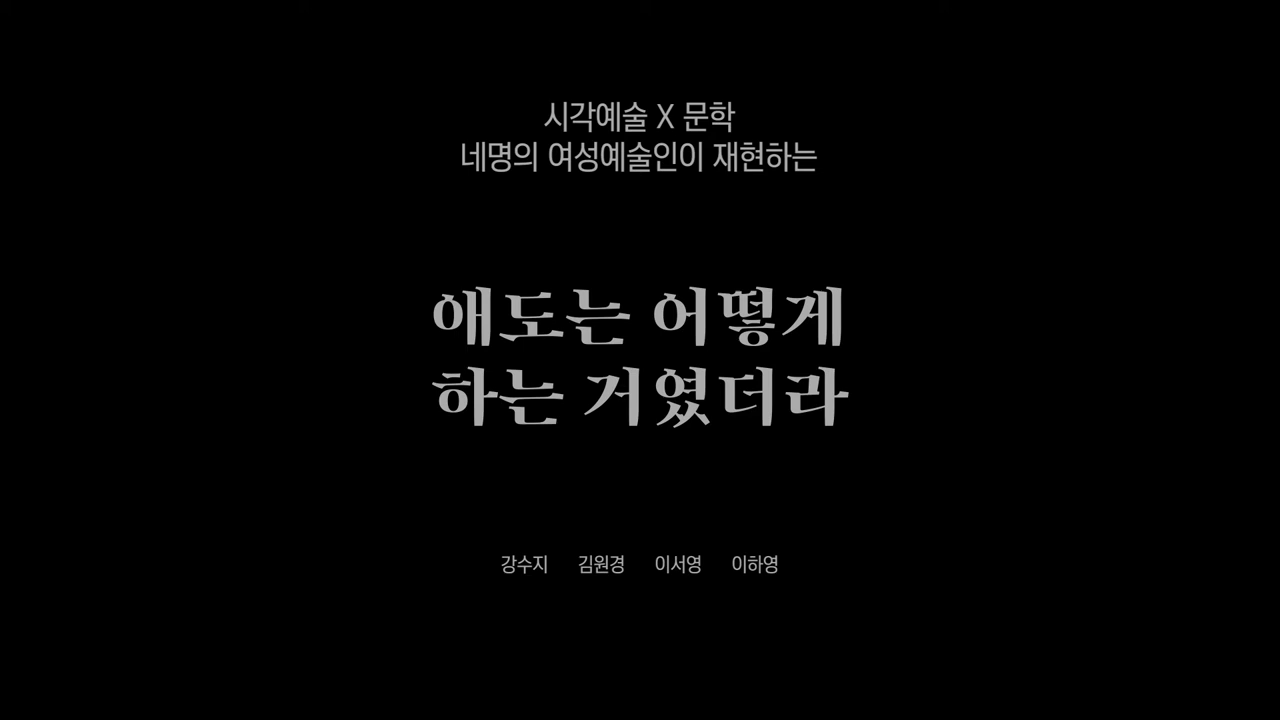 시각예술 X 문학
네명의 여성예술인이 재현하는
애도는 어떻게
하는 거였더라
강수지 김원경 이서영 이하영